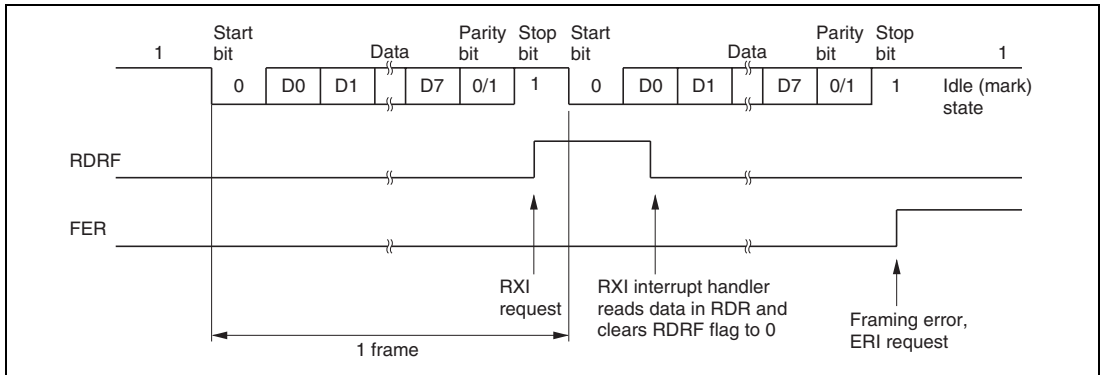 Start bit Data Parity bit Stop bit Start bit Data Parity bit Stop bit
1 1
0 D0 D1 D7 0/1 1 0 D0 D1 D7 0/1 1 Idle (mark) state
RDRF
FER
RXI request
RXI interrupt handler
reads data in RDR and
clears RDRF flag to 0
Framing error,
ERI request
1 frame